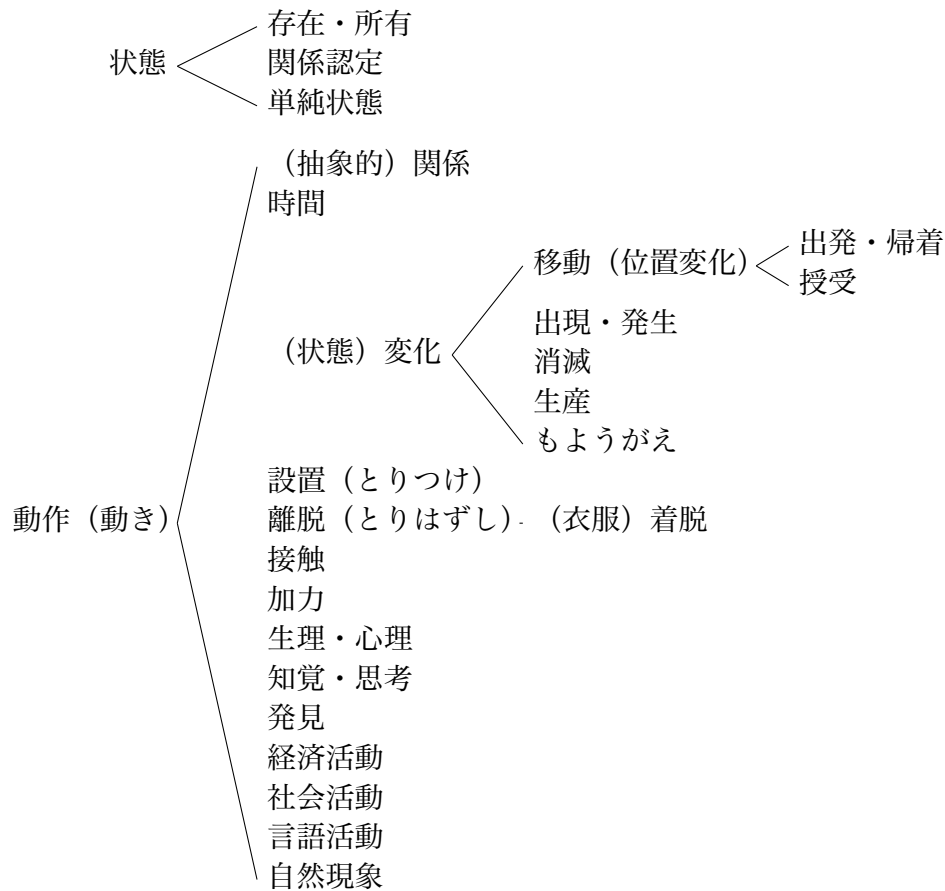 存在・所有
状態
関係認定
単純状態
（抽象的）関係
時間
出発・帰着
移動（位置変化）
授受
出現・発生
（状態）変化
消滅
生産
もようがえ
設置（とりつけ）
動作（動き）
離脱（とりはずし）-（衣服）着脱
接触
加力
生理・心理
知覚・思考
発見
経済活動
社会活動
言語活動
自然現象